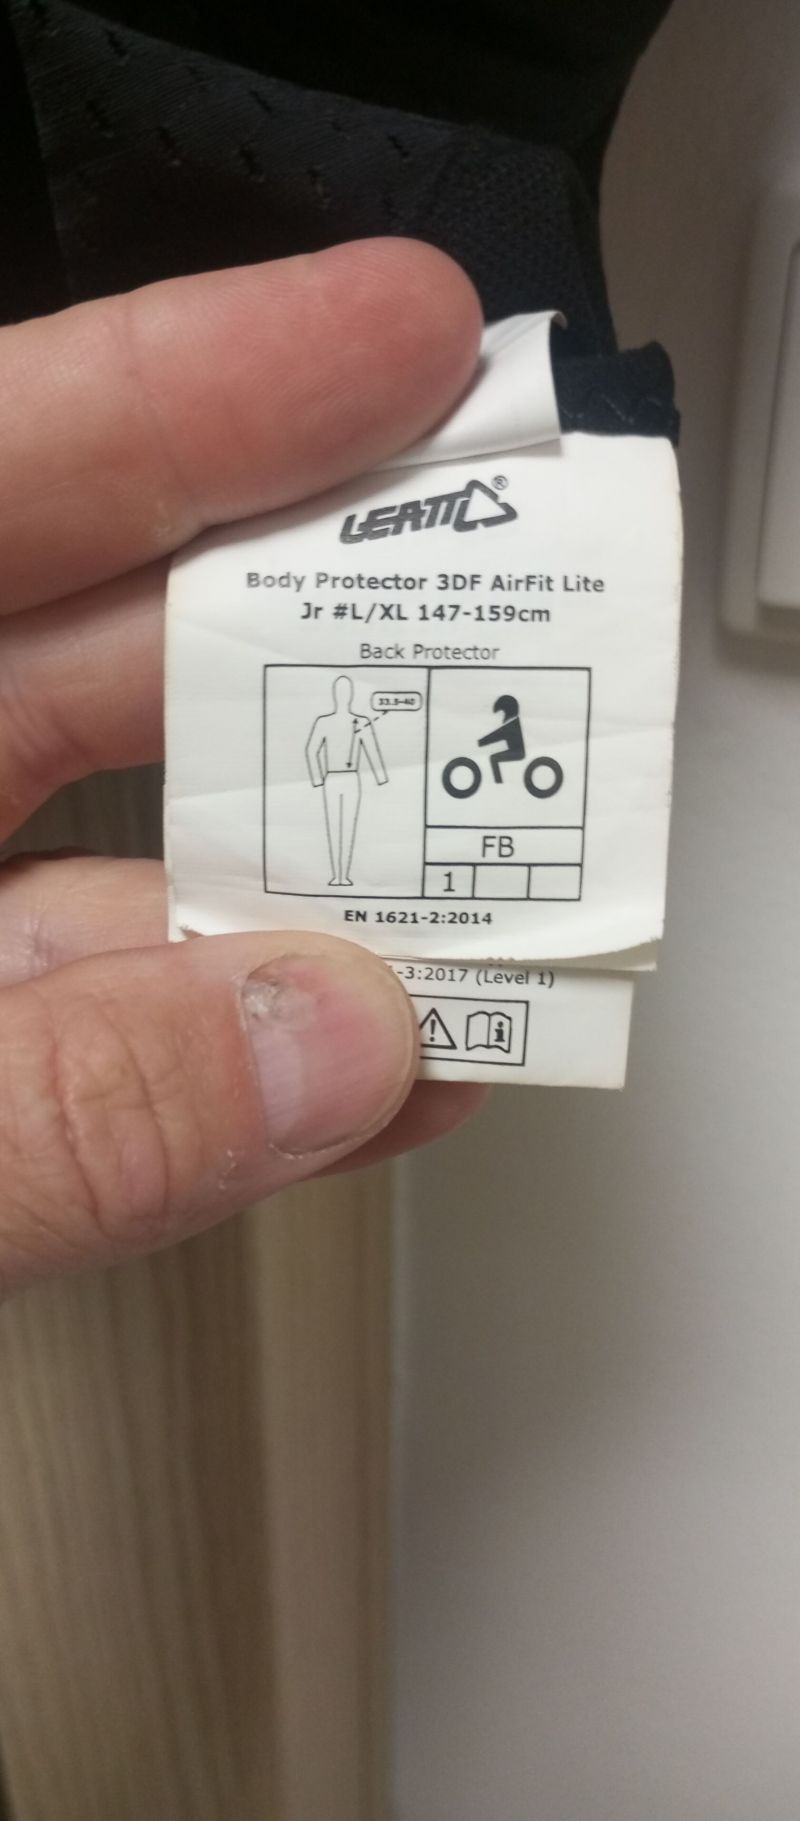 LEATT®
Body Protector 3DF AirFit Lite
Jr #L/XL 147-159cm
Back Protector
33.5-40
FB
1
EN 1621-2:2014
-3:2017 (Level 1)